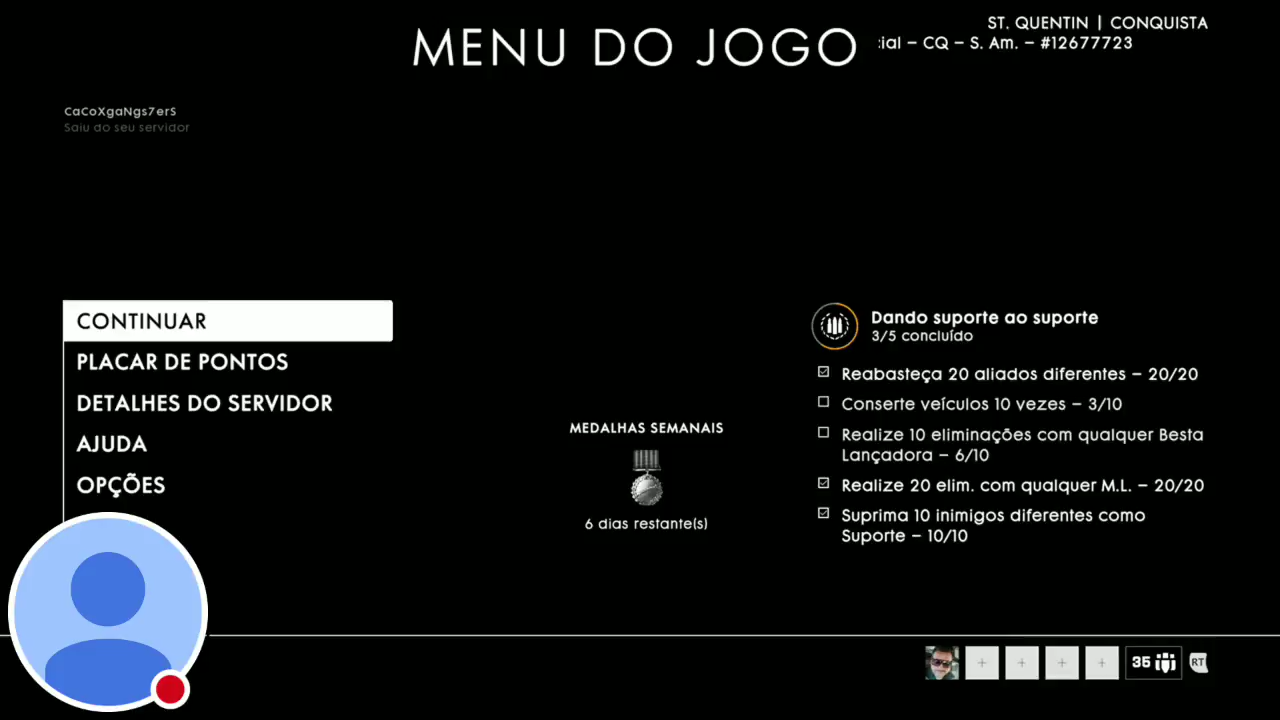 MENU DO JOGO
ST. QUENTIN | CONQUISTA
ial – CQ – S. Am. – #12677723
CaCoXgaNgs7erS
Saiu do seu servidor
CONTINUAR
PLACAR DE PONTOS
DETALHES DO SERVIDOR
AJUDA
OPÇÕES
MEDALHAS SEMANAIS
6 dias restante(s)
Dando suporte ao suporte
3/5 concluído
Reabasteça 20 aliados diferentes – 20/20
Conserte veículos 10 vezes – 3/10
Realize 10 eliminações com qualquer Besta
Lançadora – 6/10
Realize 20 elim. com qualquer M.L. – 20/20
Suprima 10 inimigos diferentes como
Suporte – 10/10
35
RT